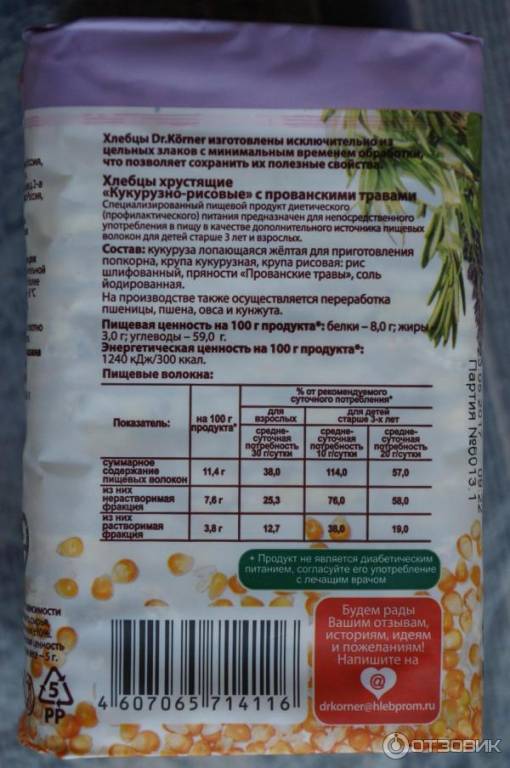 Хлебцы Dr.Körner изготовлены исключительно из
цельных злаков с минимальным временем обработки,
что позволяет сохранить их полезные свойства.
Хлебцы хрустящие
«Кукурузно-рисовые» с прованскими травами
Специализированный пищевой продукт диетического
(профилактического) питания предназначен для непосредственного
употребления в пищу в качестве дополнительного источника пищевых
волокон для детей старше 3 лет и взрослых.
Состав: кукуруза лопающаяся жёлтая для приготовления
попкорна, крупа кукурузная, крупа рисовая: рис
шлифованный, пряности «Прованские травы», соль
йодированная.
На производстве также осуществляется переработка
пшеницы, пшена, овса и кунжута.
Пищевая ценность на 100 г продукта*: белки – 8,0 г; жиры
3,0 г; углеводы – 59,0 г.
Энергетическая ценность на 100 г продукта*:
1240 кДж/300 ккал.
Пищевые волокна:
Показатель:
на 100 г
продукта*
% от рекомендуемого
суточного потребления*
для
взрослых
для детей
старше 3-х лет
средне-
суточная
потребность
30 г/сутки
средне-
суточная
потребность
10 г/сутки
средне-
суточная
потребность
20 г/сутки
суммарное
содержание
пищевых волокон
11,4 г 38,0 114,0 57,0
из них
нерастворимая
фракция
7,6 г 25,3 76,0 58,0
из них
растворимая
фракция
3,8 г 12,7 38,0 19,0
+ Продукт не является диабетическим
питанием, согласуйте его употребление
с лечащим врачом
Будем рады
Вашим отзывам,
историям, идеям
и пожеланиям!
Напишите на
@
drkorner@hlebprom.ru
4 607065 714116
5
PP
Партия №0013.1
ОТЗОВИК